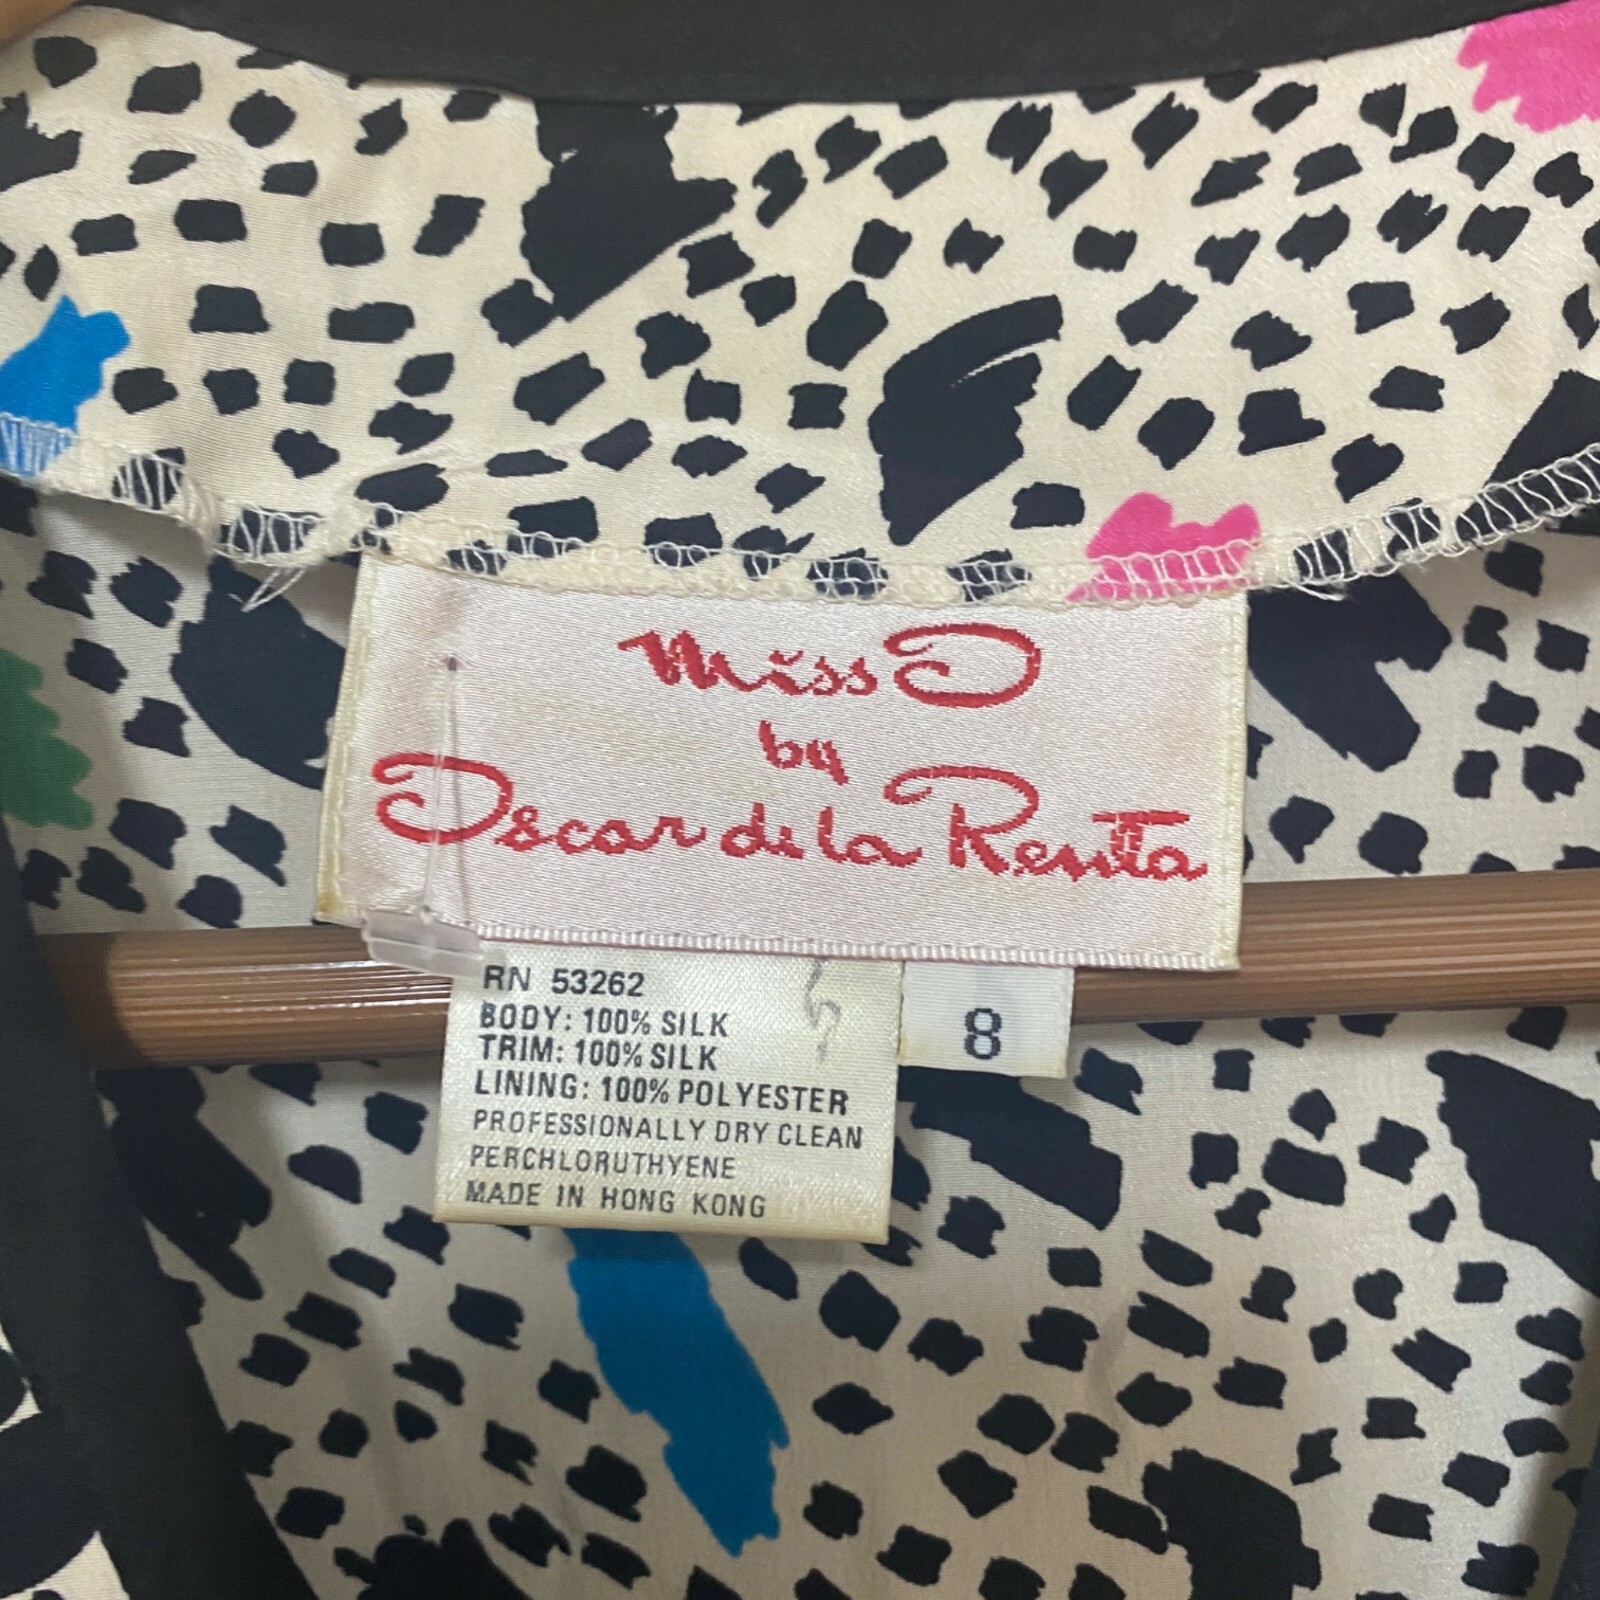 Miss O
by
Oscar de la Renta
RN 53262
BODY: 100% SILK
TRIM: 100% SILK
LINING: 100% POLYESTER
PROFESSIONALLY DRY CLEAN
PERCHLORUTHYENE
MADE IN HONG KONG
8